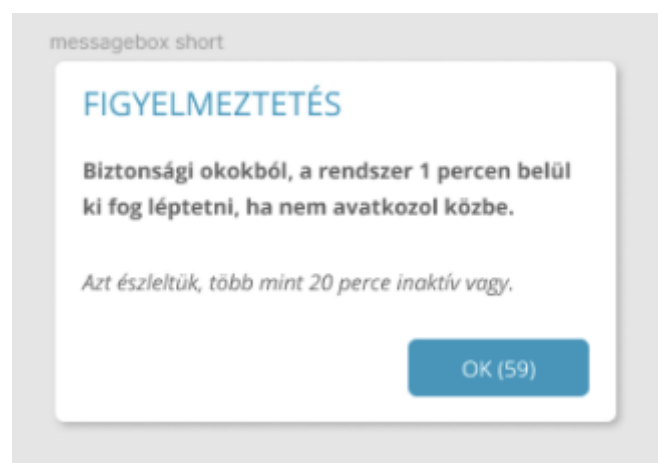 messagebox short
FIGYELMEZTETÉS
Biztonsági okokból, a rendszer 1 percen belül
ki fog léptetni, ha nem avatkozol közbe.
Azt észleltük, több mint 20 perce inaktív vagy.
OK (59)